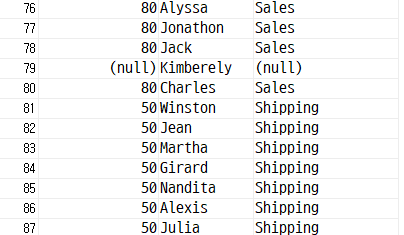 76 80 Alyssa Sales
77 80 Jonathon Sales
78 80 Jack Sales
79 (null) Kimberely (null)
80 80 Charles Sales
81 50 Winston Shipping
82 50 Jean Shipping
83 50 Martha Shipping
84 50 Girard Shipping
85 50 Nandita Shipping
86 50 Alexis Shipping
87 50 Julia Shipping